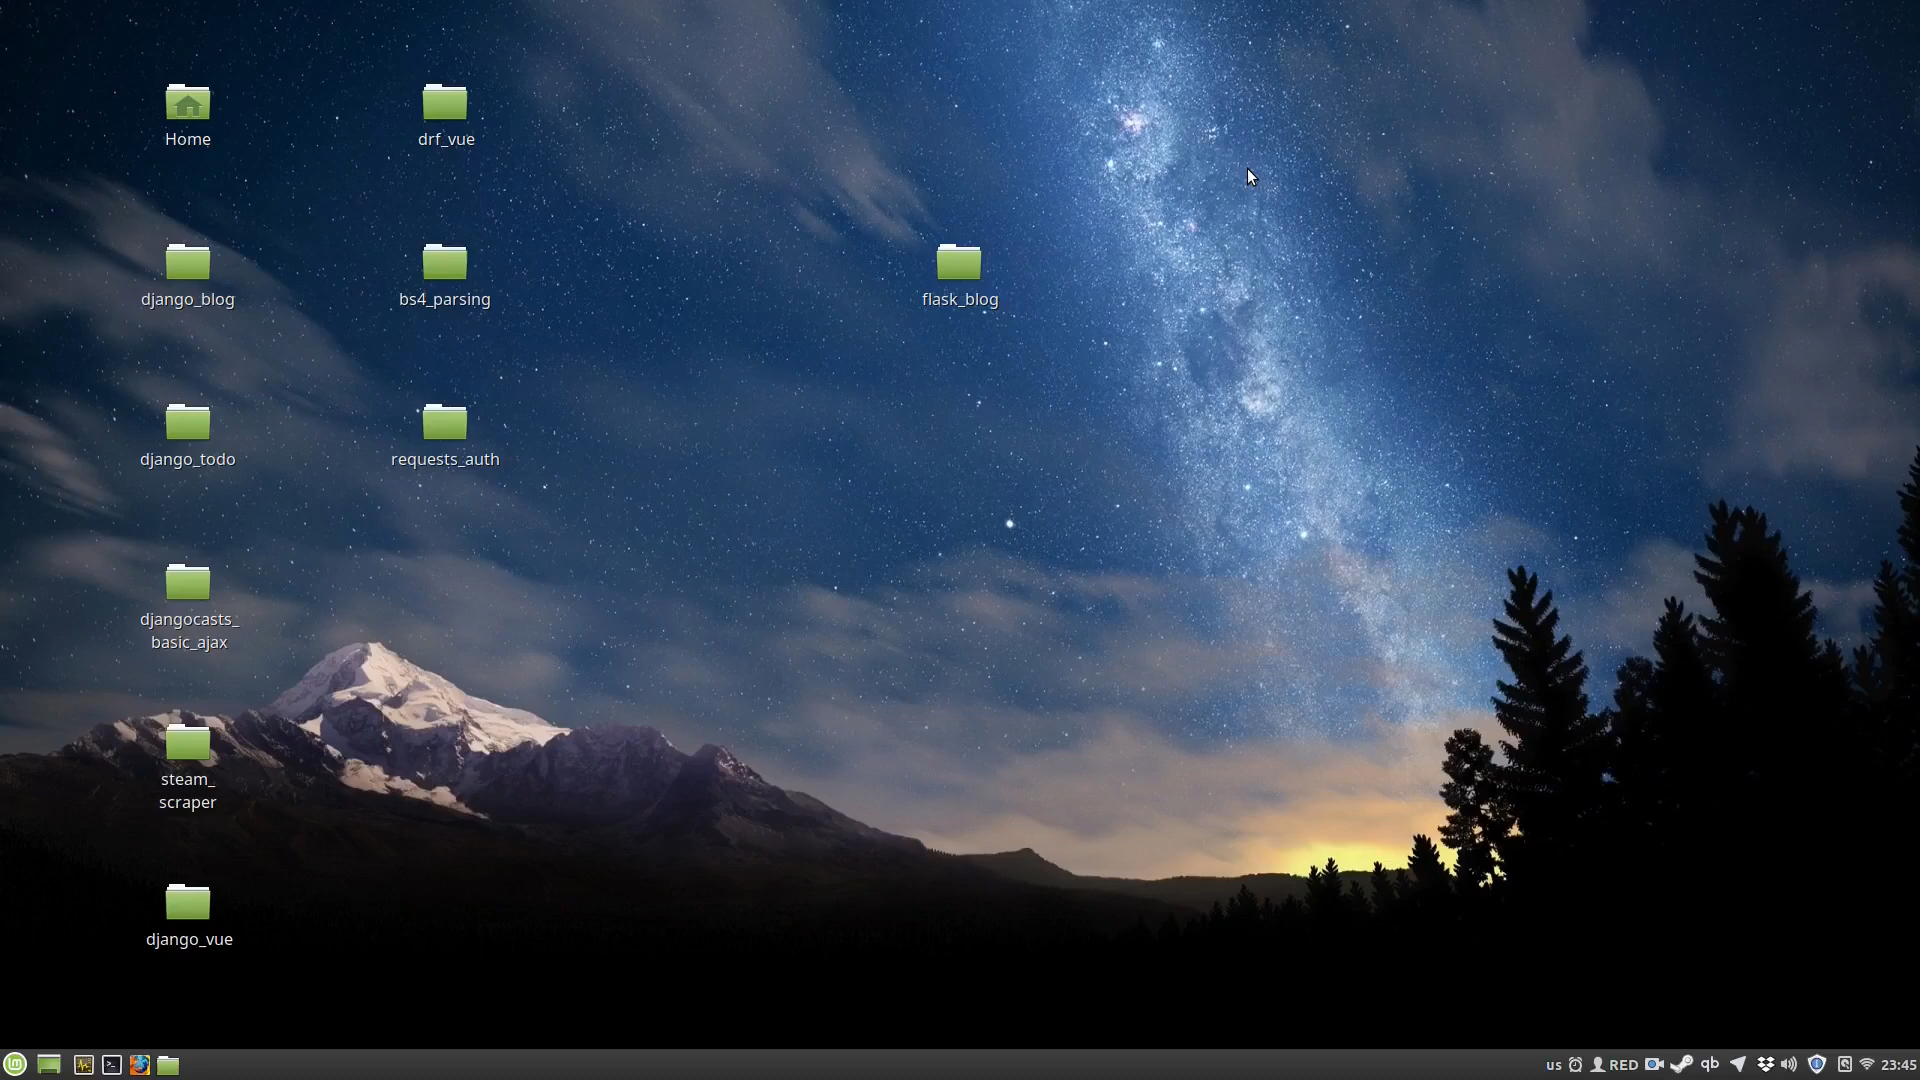 Home
drf_vue
django_blog
bs4_parsing
flask_blog
django_todo
requests_auth
djangocasts_
basic_ajax
steam_
scraper
django_vue
us
RED
qb
23:45